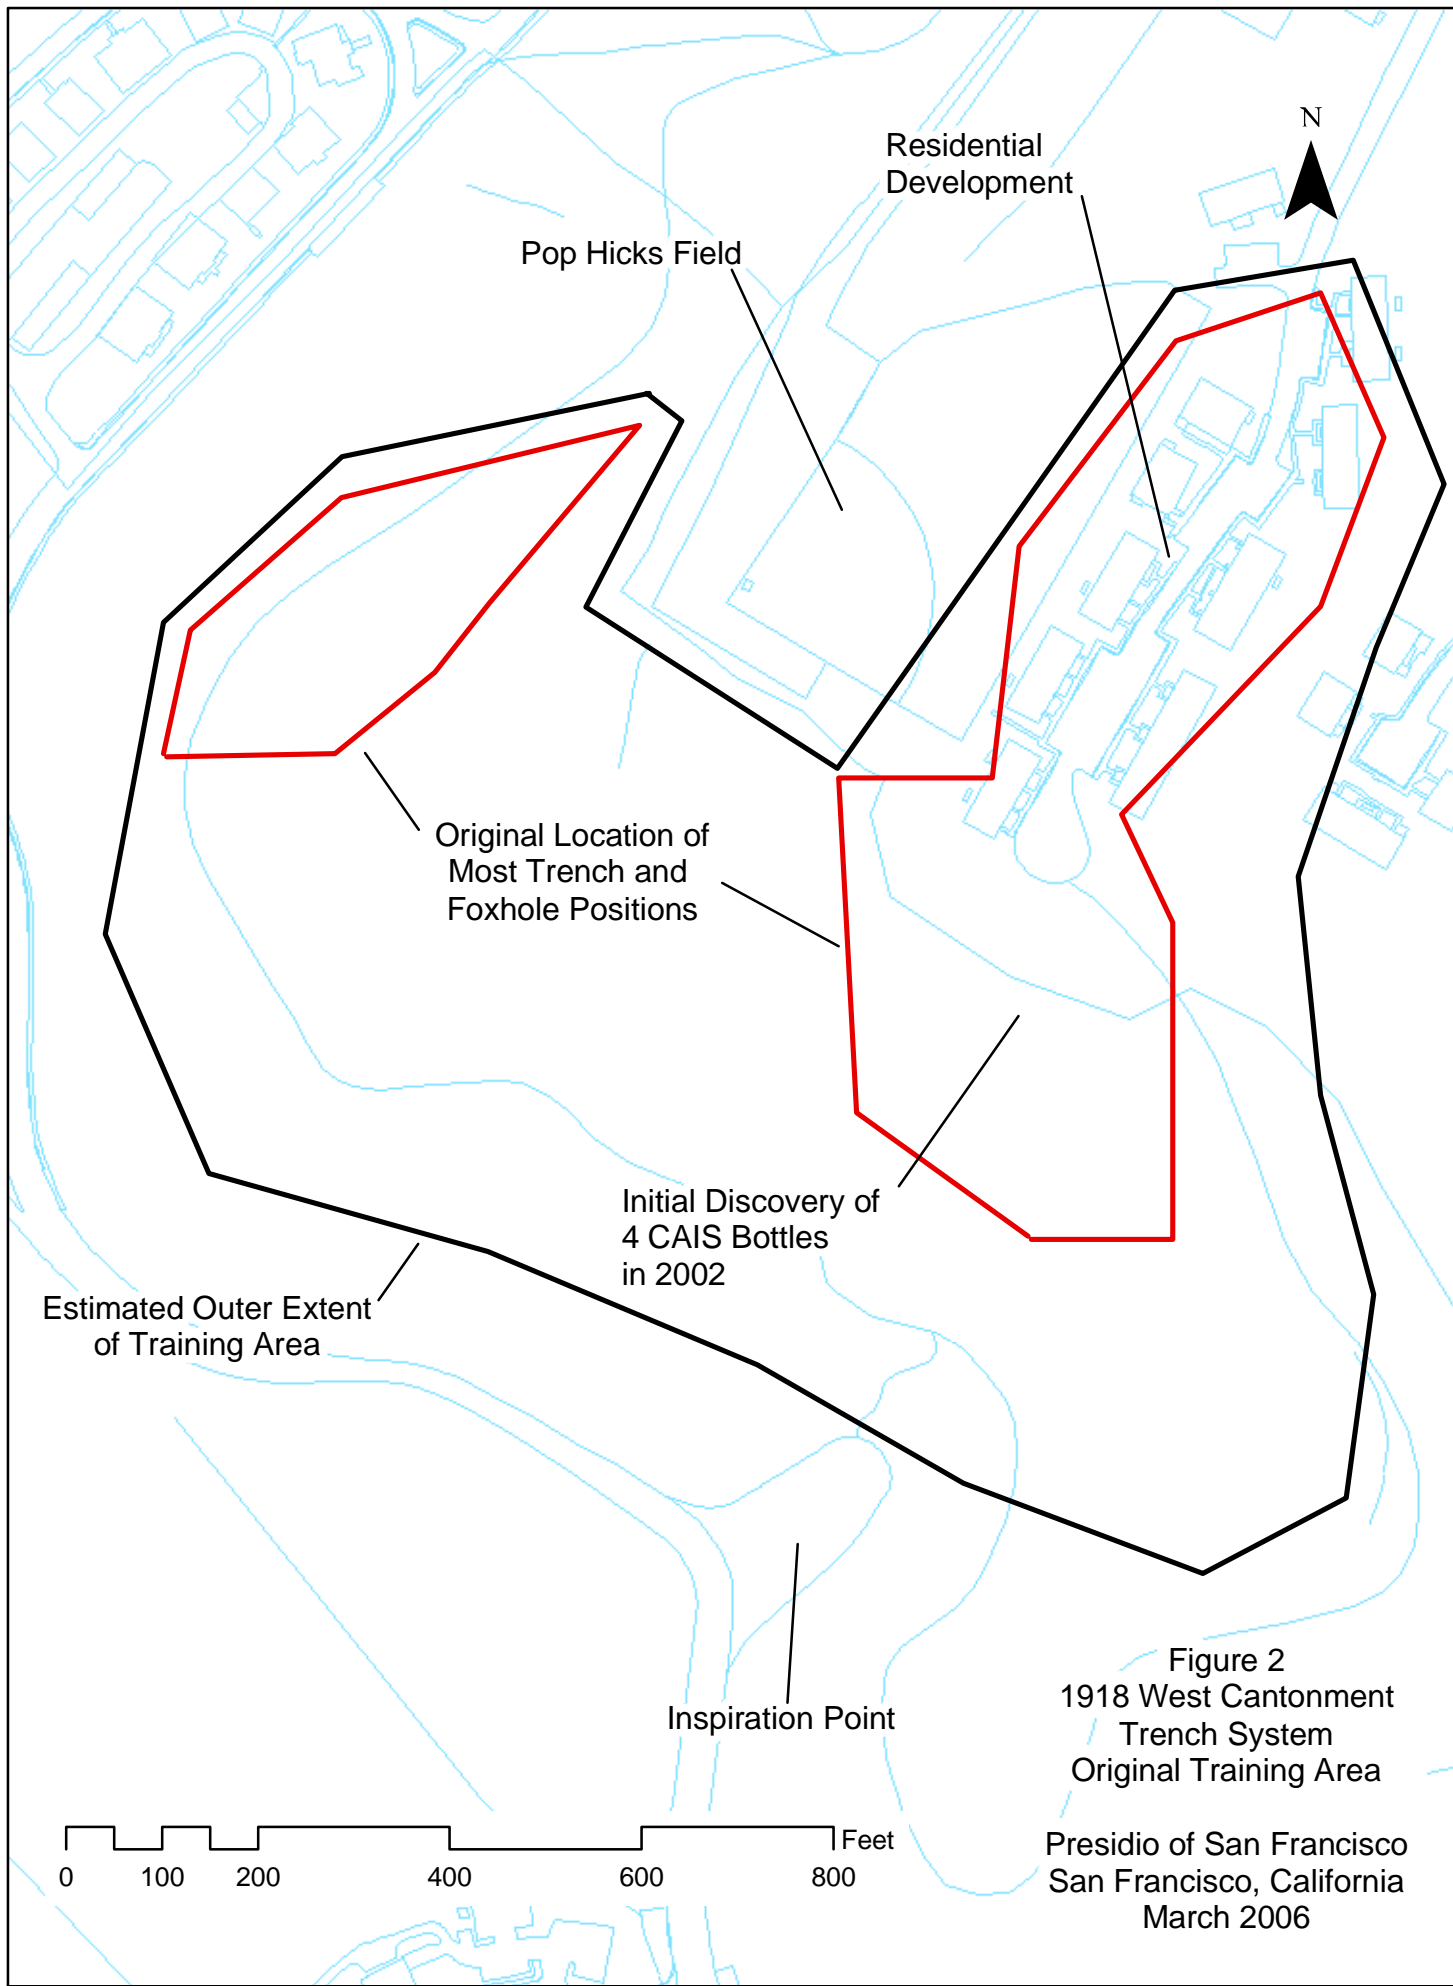 N
Residential
Development
Pop Hicks Field
Original Location of
Most Trench and
Foxhole Positions
Initial Discovery of
4 CAIS Bottles
in 2002
Estimated Outer Extent
of Training Area
Inspiration Point
Figure 2
1918 West Cantonment
Trench System
Original Training Area
Presidio of San Francisco
San Francisco, California
March 2006
Feet
0 100 200 400 600 800